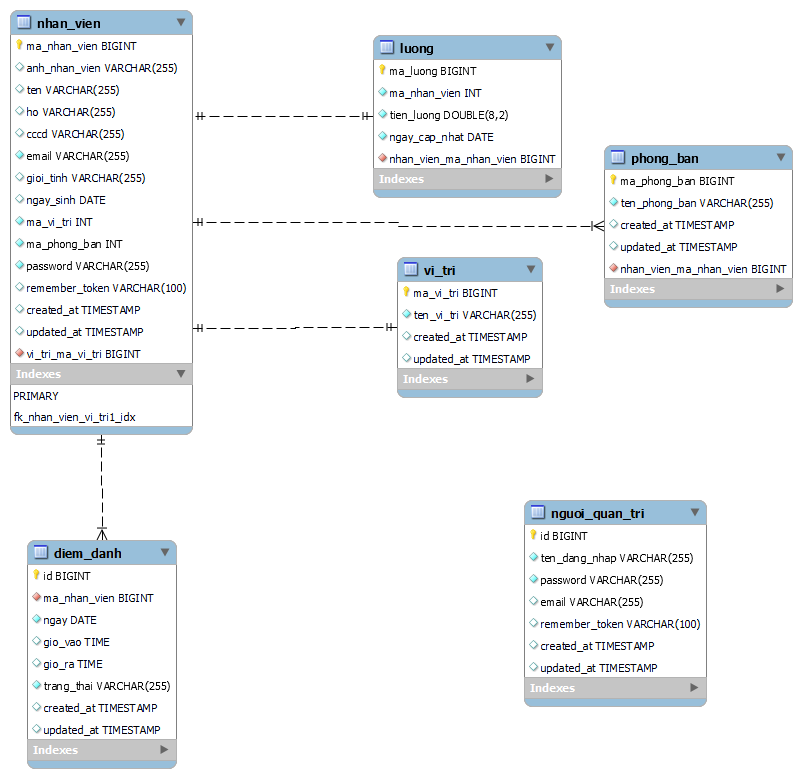 nhan_vien
ma_nhan_vien BIGINT
anh_nhan_vien VARCHAR(255)
ten VARCHAR(255)
ho VARCHAR(255)
cccd VARCHAR(255)
email VARCHAR(255)
gioi_tinh VARCHAR(255)
ngay_sinh DATE
ma_vi_tri INT
ma_phong_ban INT
password VARCHAR(255)
remember_token VARCHAR(100)
created_at TIMESTAMP
updated_at TIMESTAMP
vi_tri_ma_vi_tri BIGINT
Indexes
PRIMARY
fk_nhan_vien_vi_tri1_idx
luong
ma_luong BIGINT
ma_nhan_vien INT
tien_luong DOUBLE(8,2)
ngay_cap_nhat DATE
nhan_vien_ma_nhan_vien BIGINT
Indexes
phong_ban
ma_phong_ban BIGINT
ten_phong_ban VARCHAR(255)
created_at TIMESTAMP
updated_at TIMESTAMP
nhan_vien_ma_nhan_vien BIGINT
Indexes
vi_tri
ma_vi_tri BIGINT
ten_vi_tri VARCHAR(255)
created_at TIMESTAMP
updated_at TIMESTAMP
Indexes
diem_danh
id BIGINT
ma_nhan_vien BIGINT
ngay DATE
gio_vao TIME
gio_ra TIME
trang_thai VARCHAR(255)
created_at TIMESTAMP
updated_at TIMESTAMP
Indexes
nguoi_quan_tri
id BIGINT
ten_dang_nhap VARCHAR(255)
password VARCHAR(255)
email VARCHAR(255)
remember_token VARCHAR(100)
created_at TIMESTAMP
updated_at TIMESTAMP
Indexes